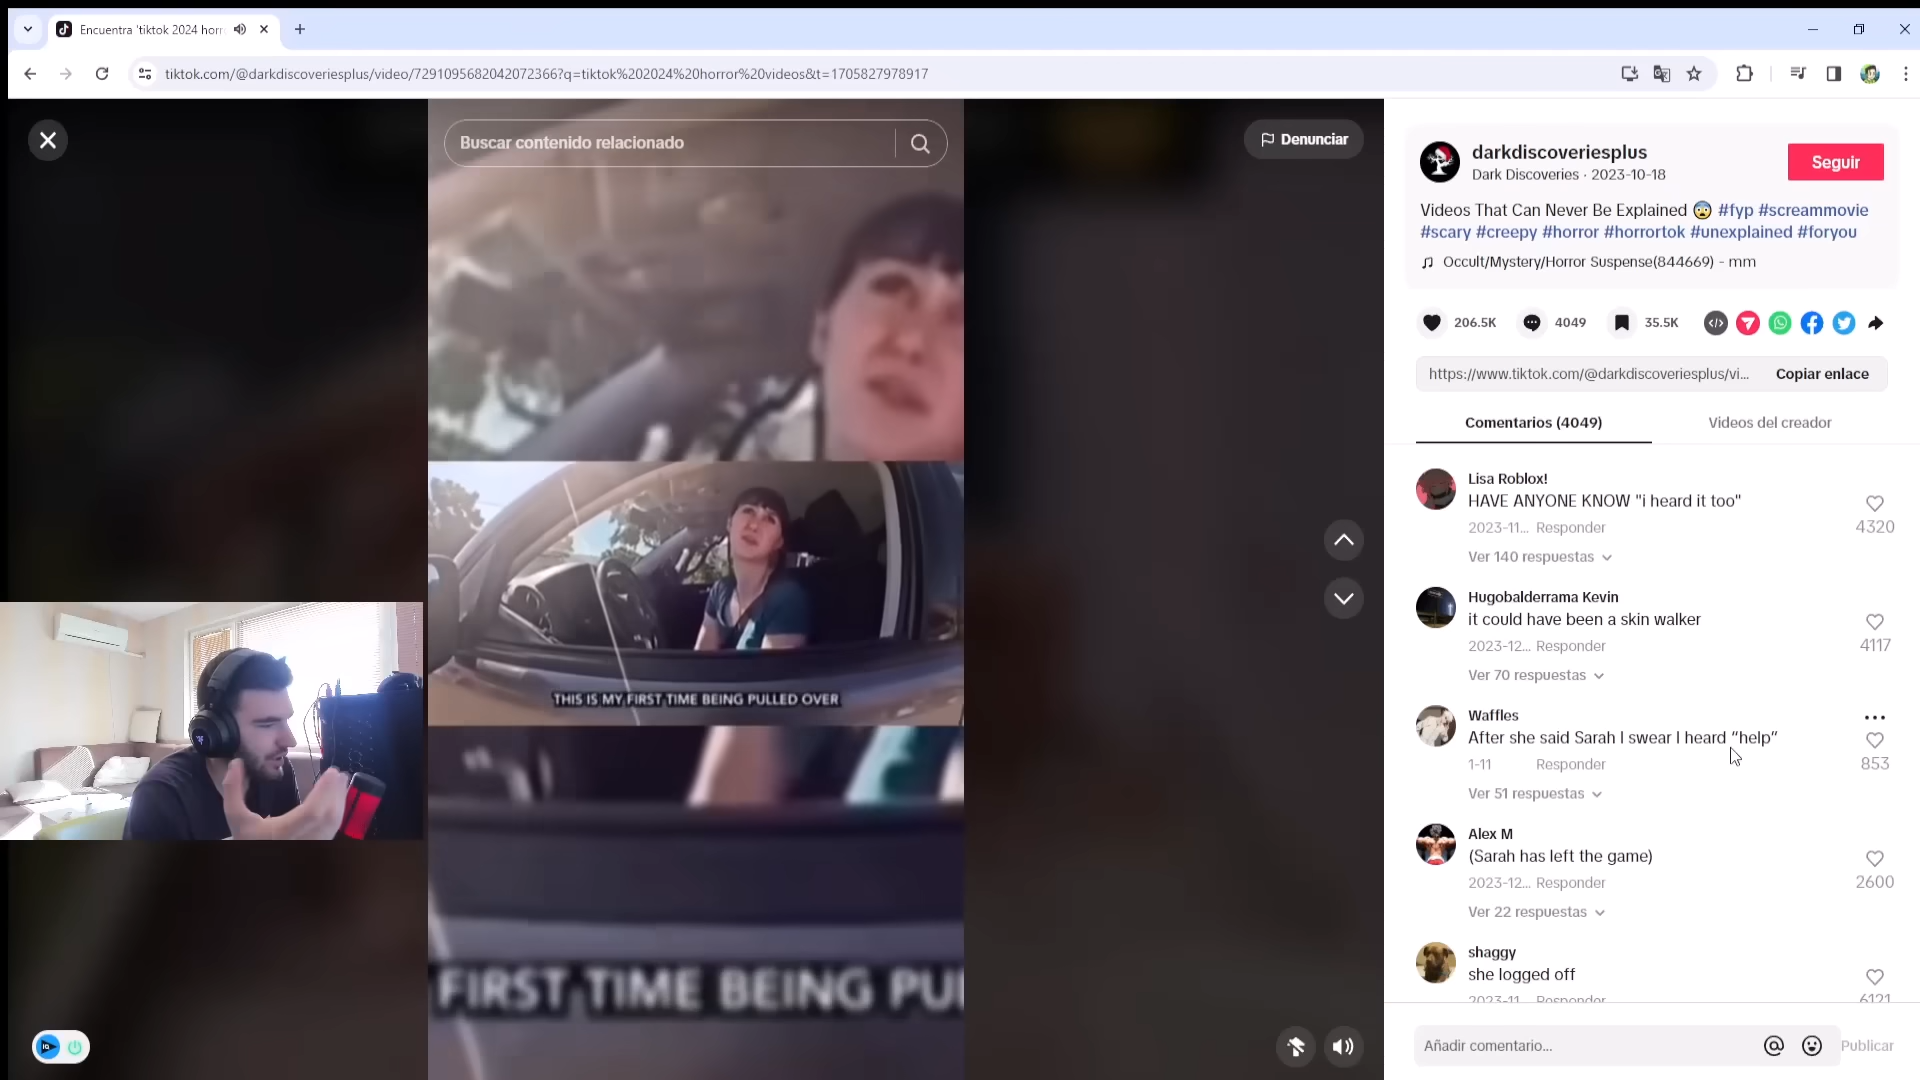 Encuentra 'tiktok 2024 horr
tiktok.com/@darkdiscoveriesplus/video/7291095682042072366?q=tiktok%202024%20horror%20videos&t=1705827978917
Buscar contenido relacionado
Denunciar
THIS IS MY FIRST TIME BEING PULLED OVER
FIRST TIME BEING PUL
darkdiscoveriesplus
Dark Discoveries · 2023-10-18
Seguir
Videos That Can Never Be Explained 😨 #fyp #screammovie
#scary #creepy #horror #horrortok #unexplained #foryou
Occult/Mystery/Horror Suspense(844669) - mm
206.5K
4049
35.5K
https://www.tiktok.com/@darkdiscoveriesplus/vi...
Copiar enlace
Comentarios (4049)
Videos del creador
Lisa Roblox!
HAVE ANYONE KNOW "i heard it too"
2023-11... Responder
4320
Ver 140 respuestas
Hugobalderrama Kevin
it could have been a skin walker
2023-12... Responder
4117
Ver 70 respuestas
Waffles
After she said Sarah I swear I heard “help”
1-11 Responder
853
Ver 51 respuestas
Alex M
(Sarah has left the game)
2023-12... Responder
2600
Ver 22 respuestas
shaggy
she logged off
2023-11... Responder
6121
Añadir comentario...
Publicar